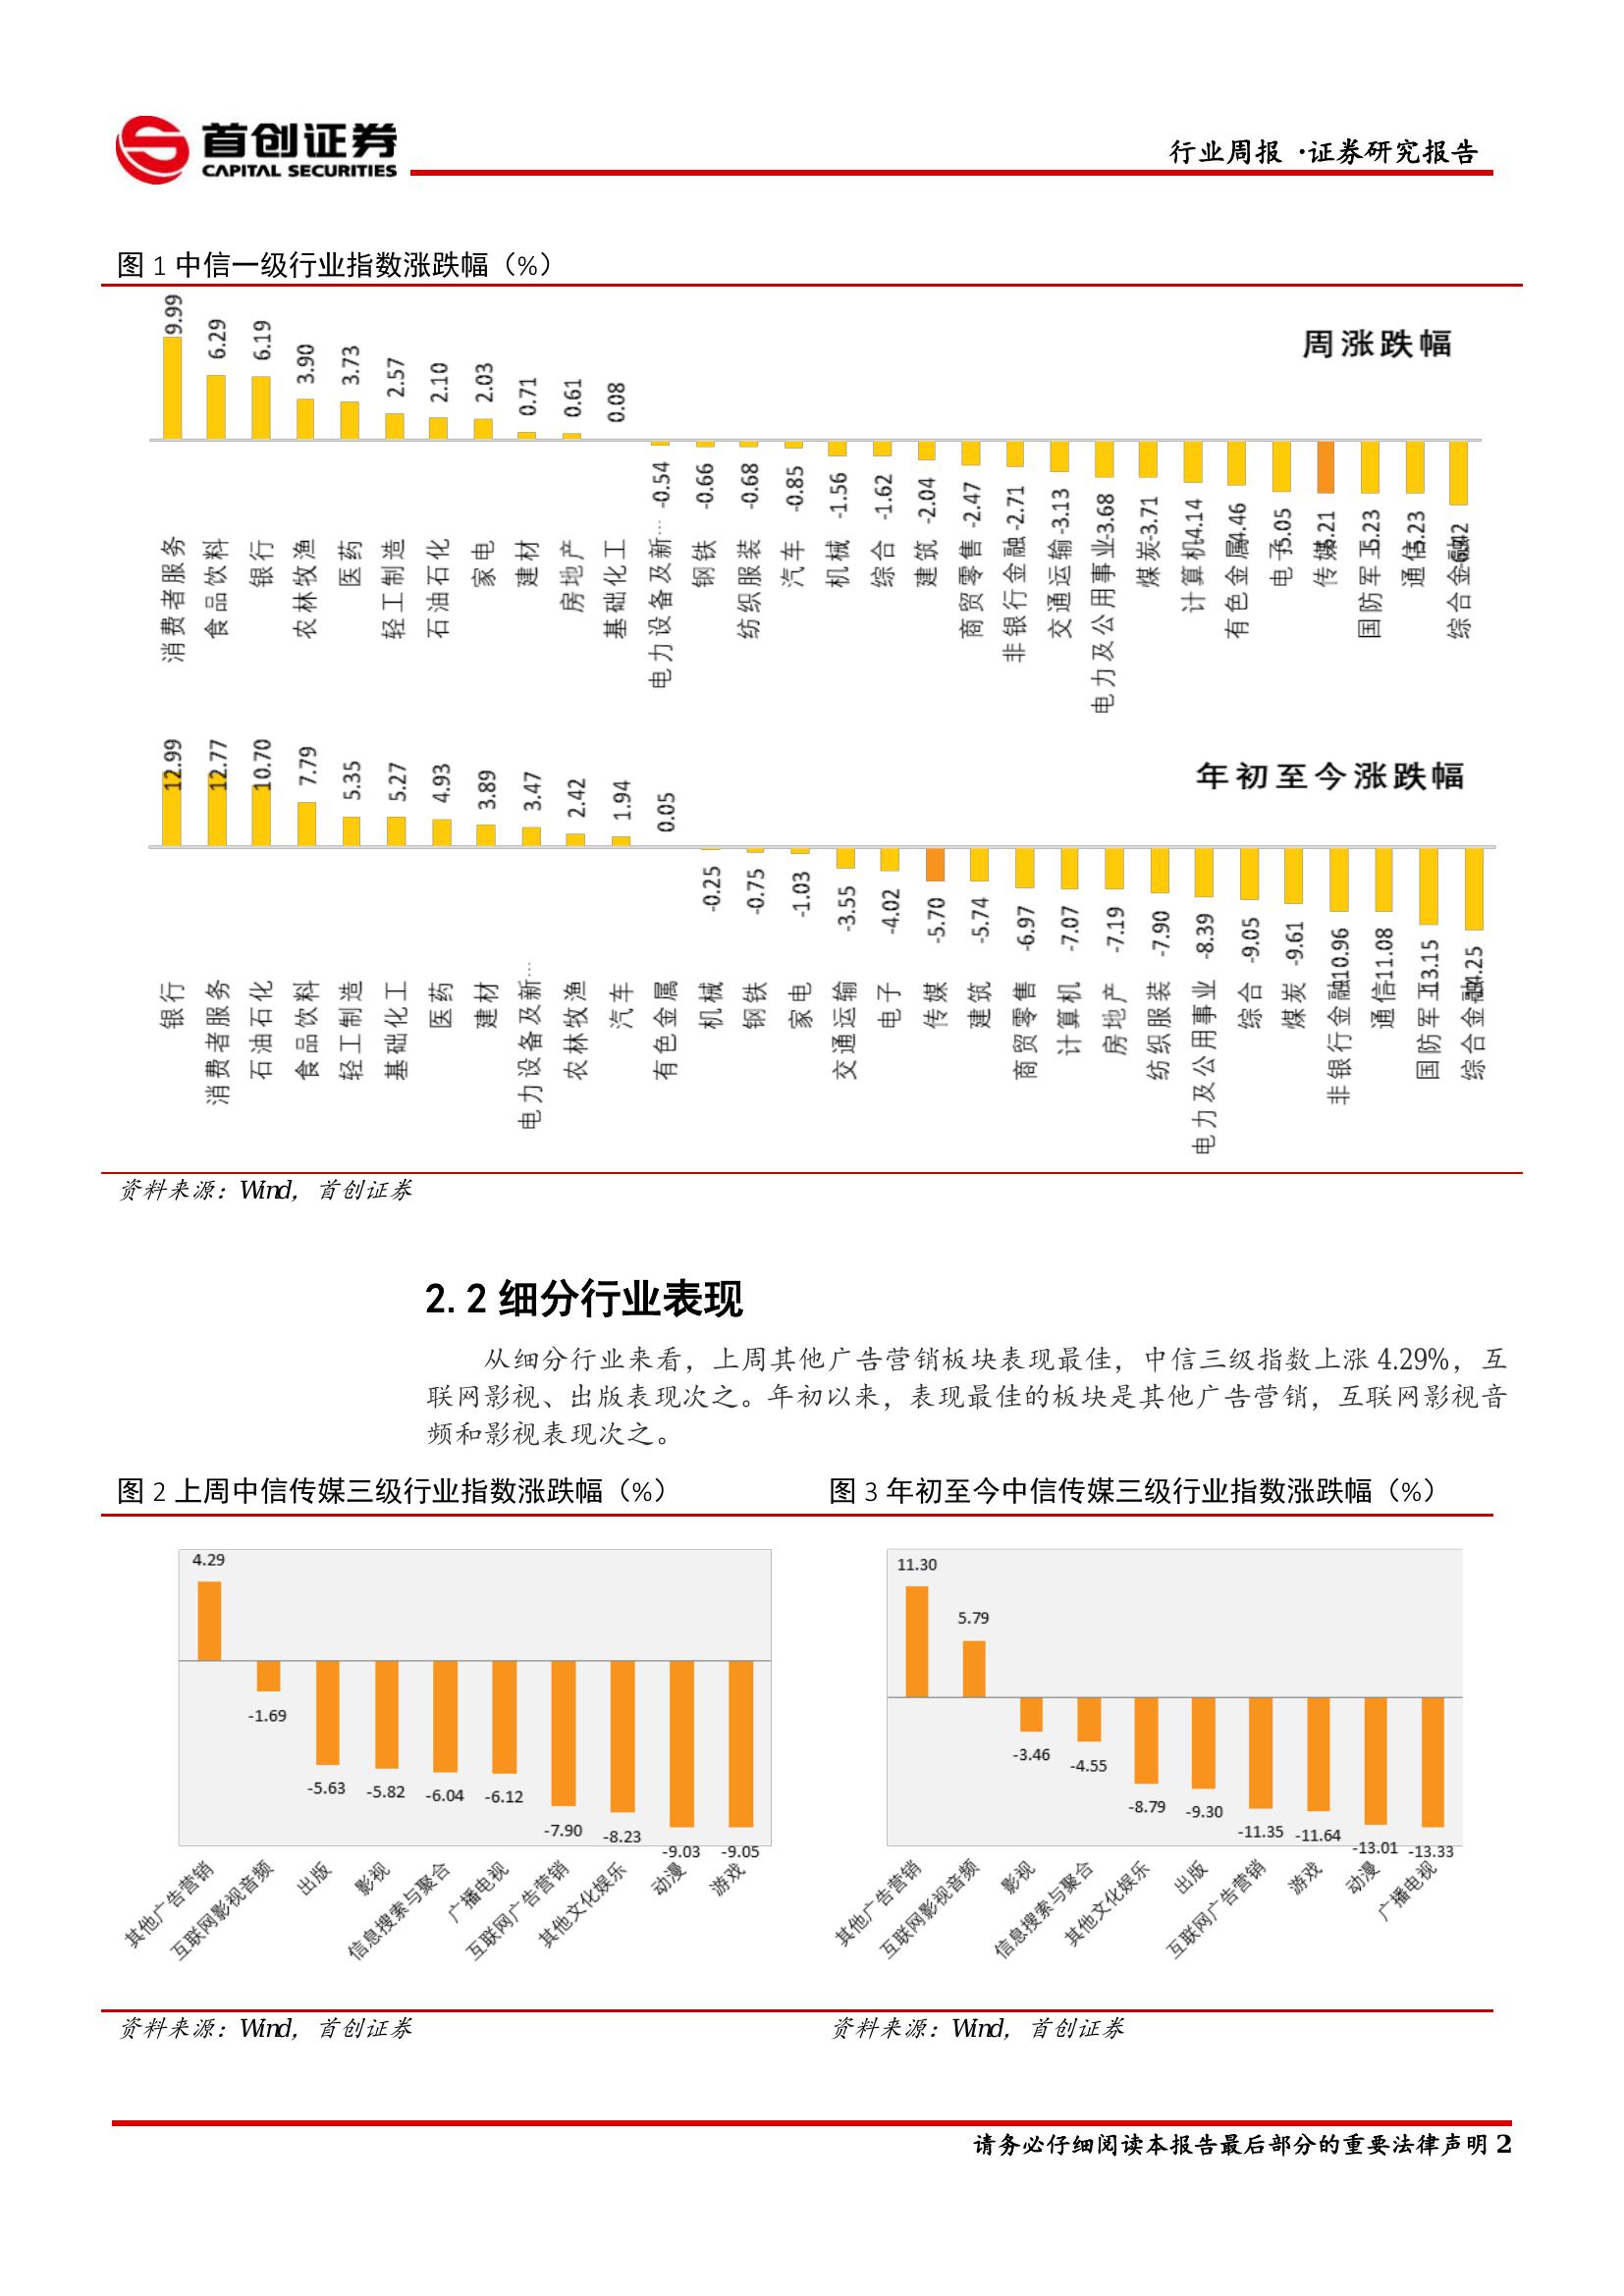 首创证券
CAPITAL SECURITIES
行业周报 ·证券研究报告
图 1 中信一级行业指数涨跌幅（%）
周涨跌幅
9.99 6.29 6.19 3.90 3.73 2.57 2.10 2.03 0.71 0.61 0.08
-0.54 -0.66 -0.68 -0.85 -1.56 -1.62 -2.04 -2.47 -2.71 -3.13 -3.68 -3.71 -4.14 -4.46 -5.05 -5.21 -5.23 -5.23
消费者服务 食品饮料 银行 农林牧渔 医药 轻工制造 石油石化 家电 建材 房地产 基础化工 电力设备及新… 钢铁 纺织服装 汽车 机械 综合 建筑 商贸零售 非银行金融 交通运输 电力及公用事业 煤炭 计算机 有色金属 电子 传媒 国防军工 通信 综合金融
年初至今涨跌幅
12.99 12.77 10.70 7.79 5.35 5.27 4.93 3.89 3.47 2.42 1.94 0.05
-0.25 -0.75 -1.03 -3.55 -4.02 -5.70 -5.74 -6.97 -7.07 -7.19 -7.90 -8.39 -9.05 -9.61 -10.96 -11.08 -13.15 -14.25
银行 消费者服务 石油石化 食品饮料 轻工制造 基础化工 医药 建材 电力设备及新… 农林牧渔 汽车 有色金属 机械 钢铁 家电 交通运输 电子 传媒 建筑 商贸零售 计算机 房地产 纺织服装 电力及公用事业 综合 煤炭 非银行金融 通信 国防军工 综合金融
资料来源：Wind，首创证券
2.2 细分行业表现
从细分行业来看，上周其他广告营销板块表现最佳，中信三级指数上涨 4.29%，互
联网影视、出版表现次之。年初以来，表现最佳的板块是其他广告营销，互联网影视音
频和影视表现次之。
图 2 上周中信传媒三级行业指数涨跌幅（%）
4.29 -1.69 -5.63 -5.82 -6.04 -6.12 -7.90 -8.23 -9.03 -9.05
其他广告营销 互联网影视音频 出版 影视 信息搜索与聚合 广播电视 互联网广告营销 其他文化娱乐 动漫 游戏
资料来源：Wind，首创证券
图 3 年初至今中信传媒三级行业指数涨跌幅（%）
11.30 5.79 -3.46 -4.55 -8.79 -9.30 -11.35 -11.64 -13.01 -13.33
其他广告营销 互联网影视音频 影视 信息搜索与聚合 其他文化娱乐 出版 互联网广告营销 游戏 动漫 广播电视
资料来源：Wind，首创证券
请务必仔细阅读本报告最后部分的重要法律声明 2